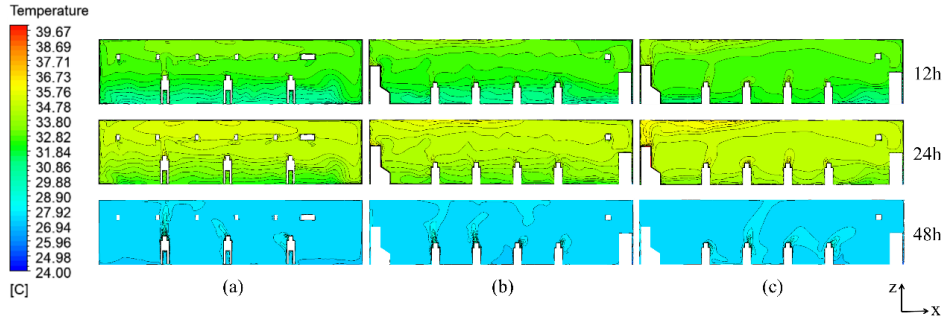 Temperature
39.67
38.69
37.71
36.73
35.76
34.78
33.80
32.82
31.84
30.86
29.88
28.90
27.92
26.94
25.96
24.98
24.00
[C]
12h
24h
48h
(a)
(b)
(c)
z
x